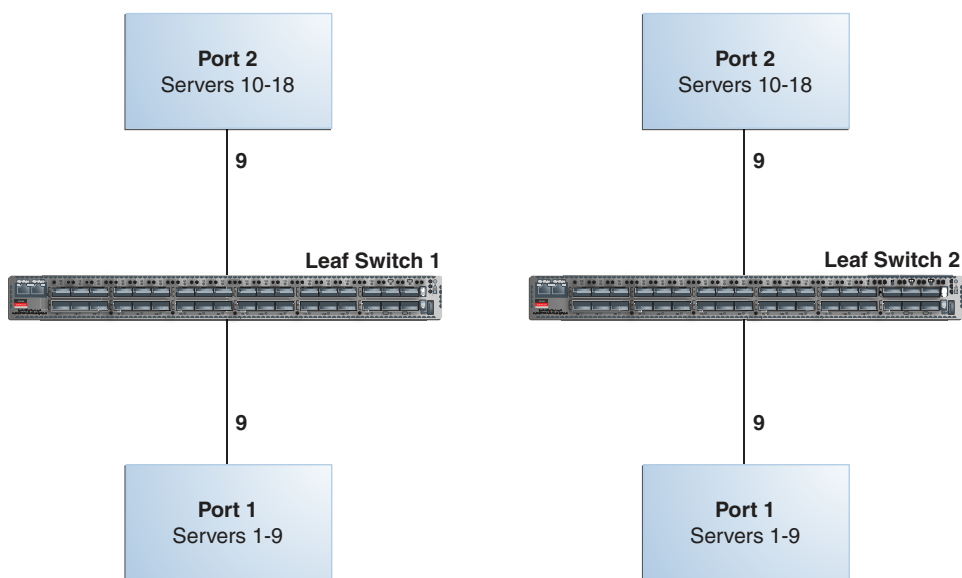 Port 2
Servers 10-18
Port 2
Servers 10-18
9
9
Leaf Switch 1
Leaf Switch 2
9
9
Port 1
Servers 1-9
Port 1
Servers 1-9